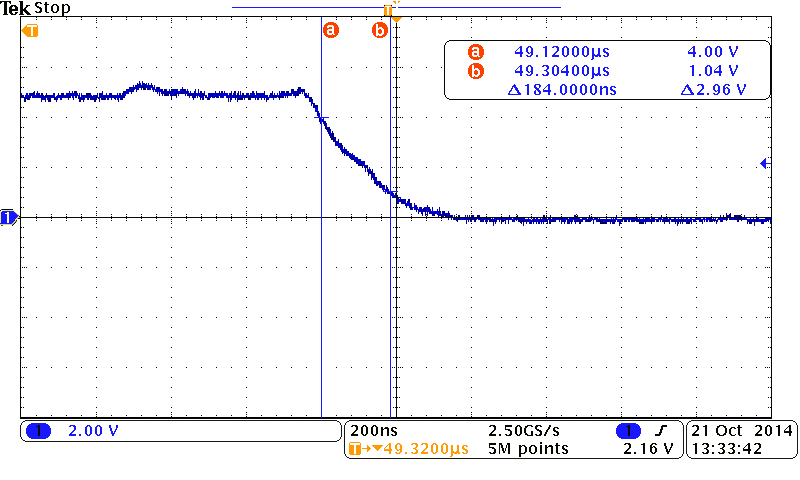 Tek Stop
T
T
a b
a 49.12000µs 4.00 V
b 49.30400µs 1.04 V
Δ184.0000ns Δ2.96 V
1
1 2.00 V
200ns 2.50GS/s 1 21 Oct 2014
T→▼49.3200µs 5M points 2.16 V 13:33:42